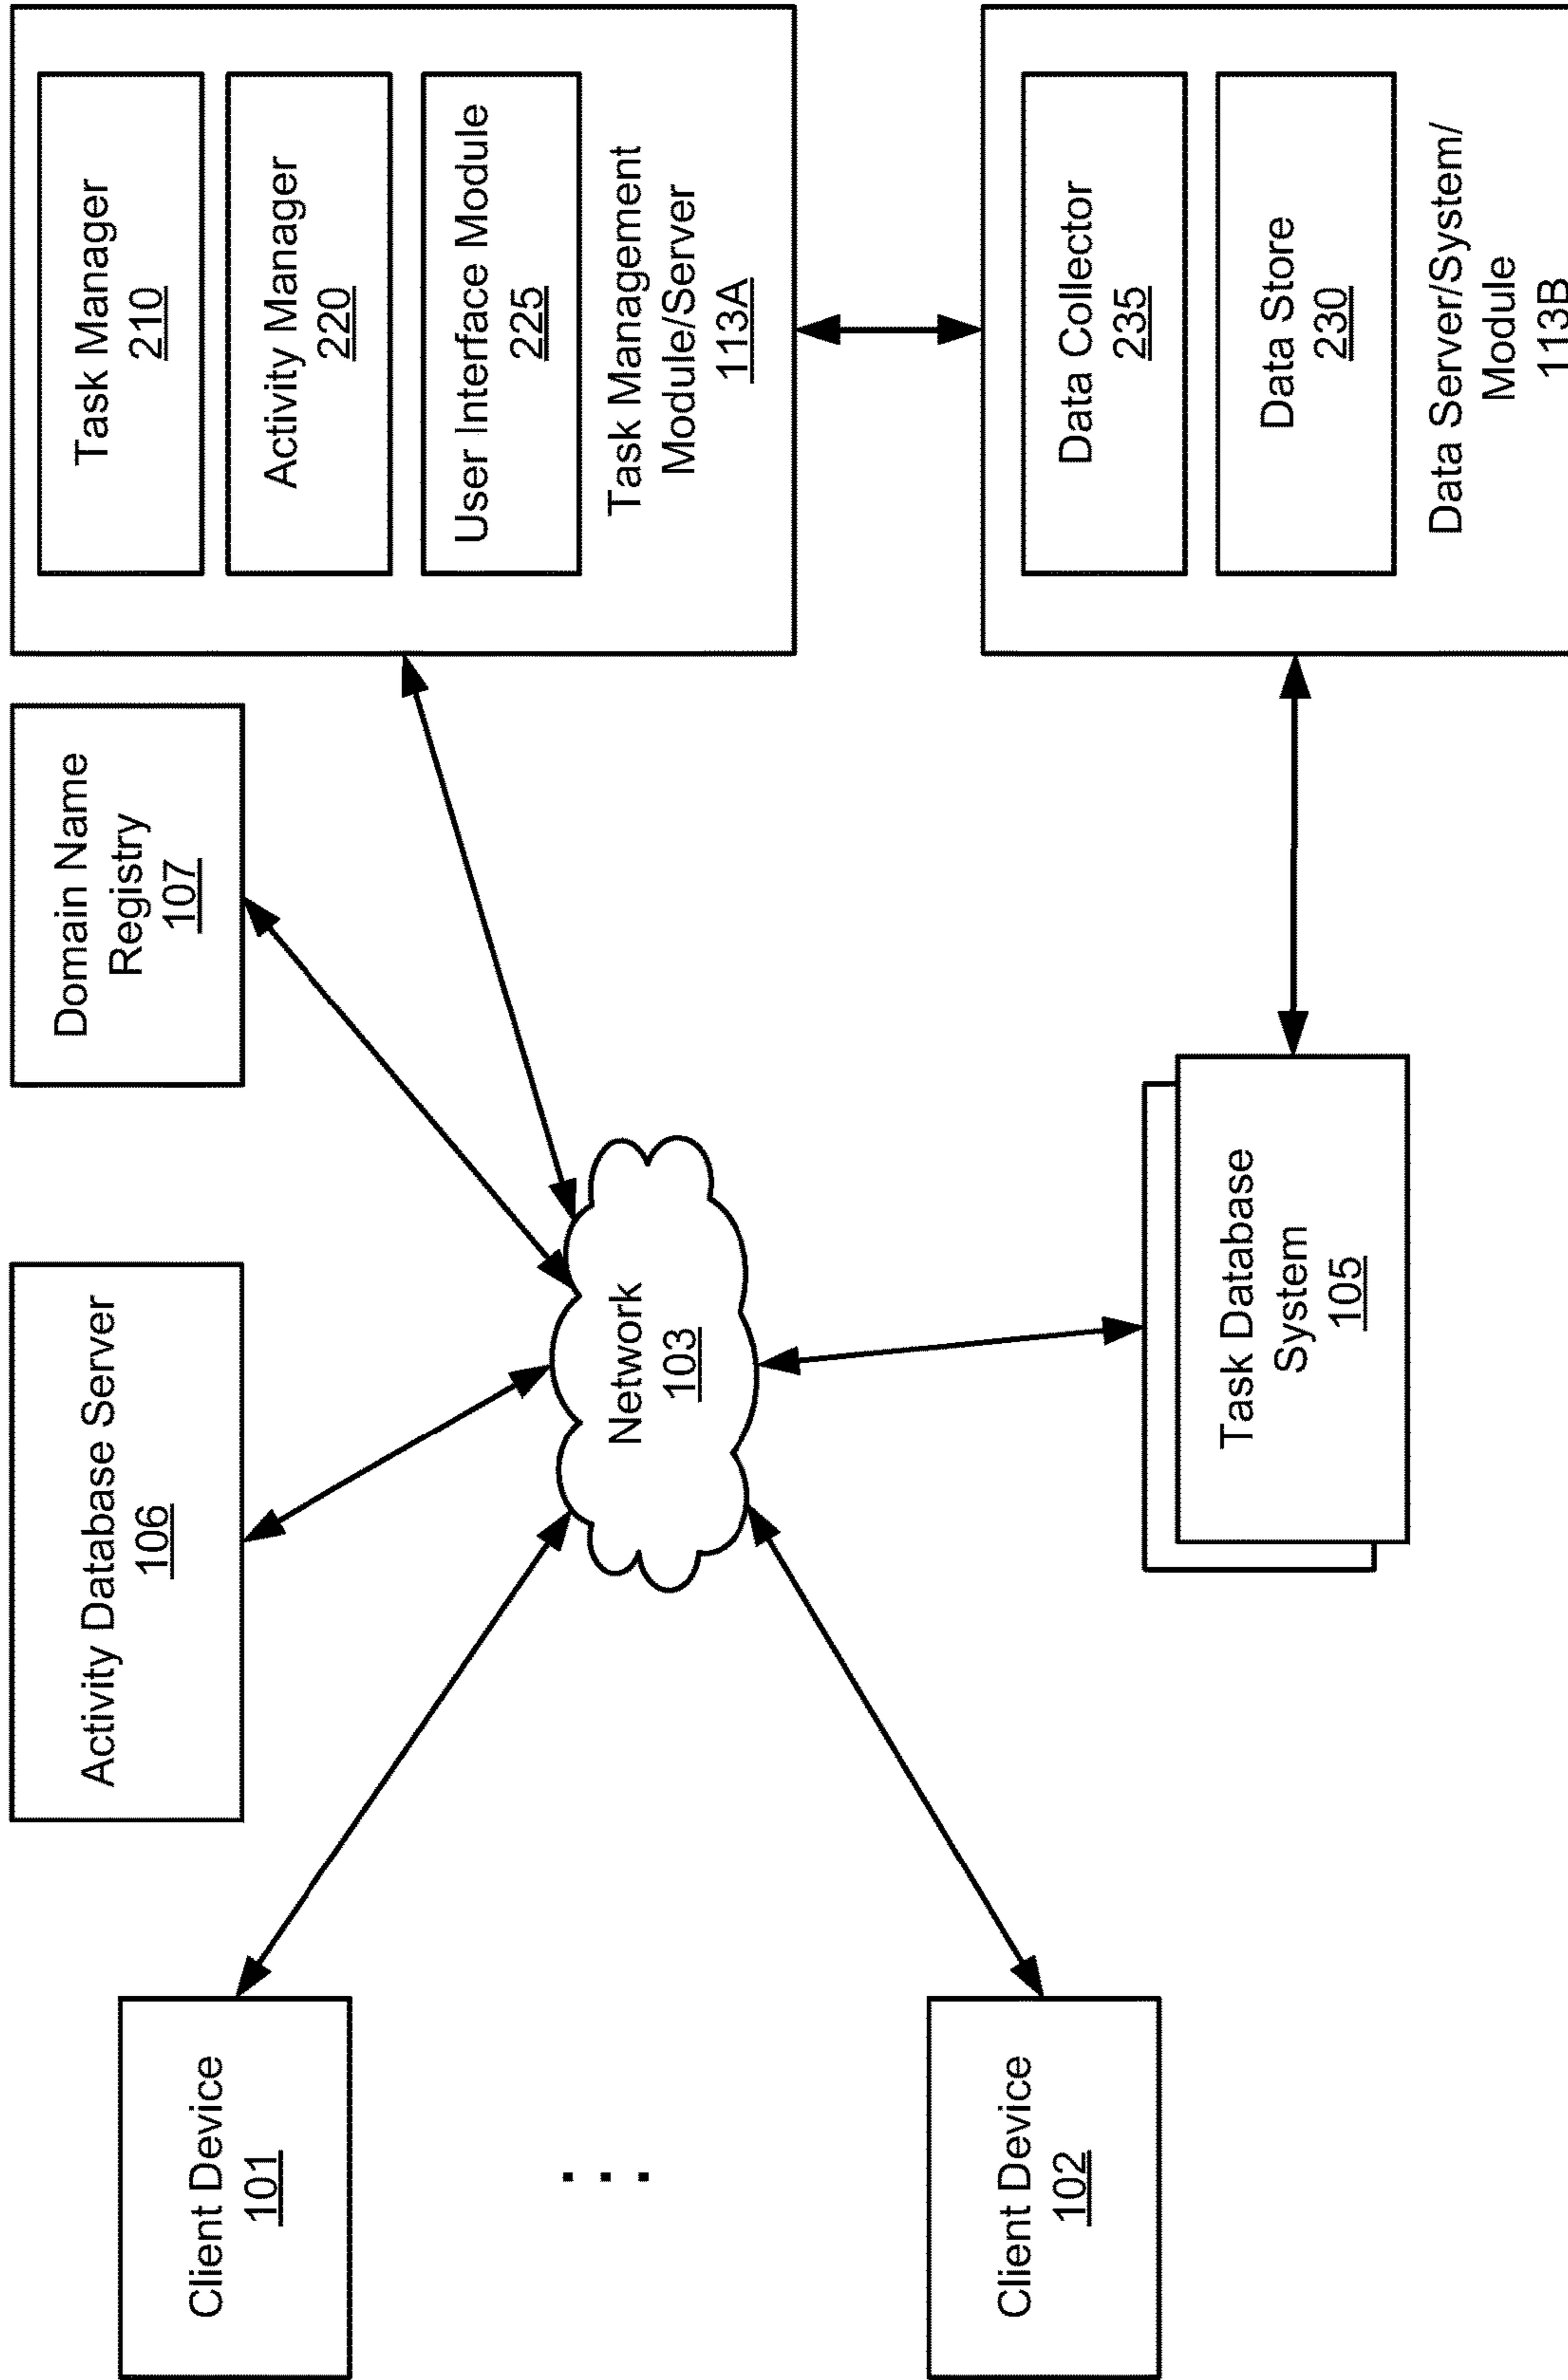 Client Device
101
. . .
Client Device
102
Activity Database Server
106
Network
103
Task Database
System
105
Domain Name
Registry
107
Task Manager
210
Activity Manager
220
User Interface Module
225
Task Management
Module/Server
113A
Data Collector
235
Data Store
230
Data Server/System/
Module
113B